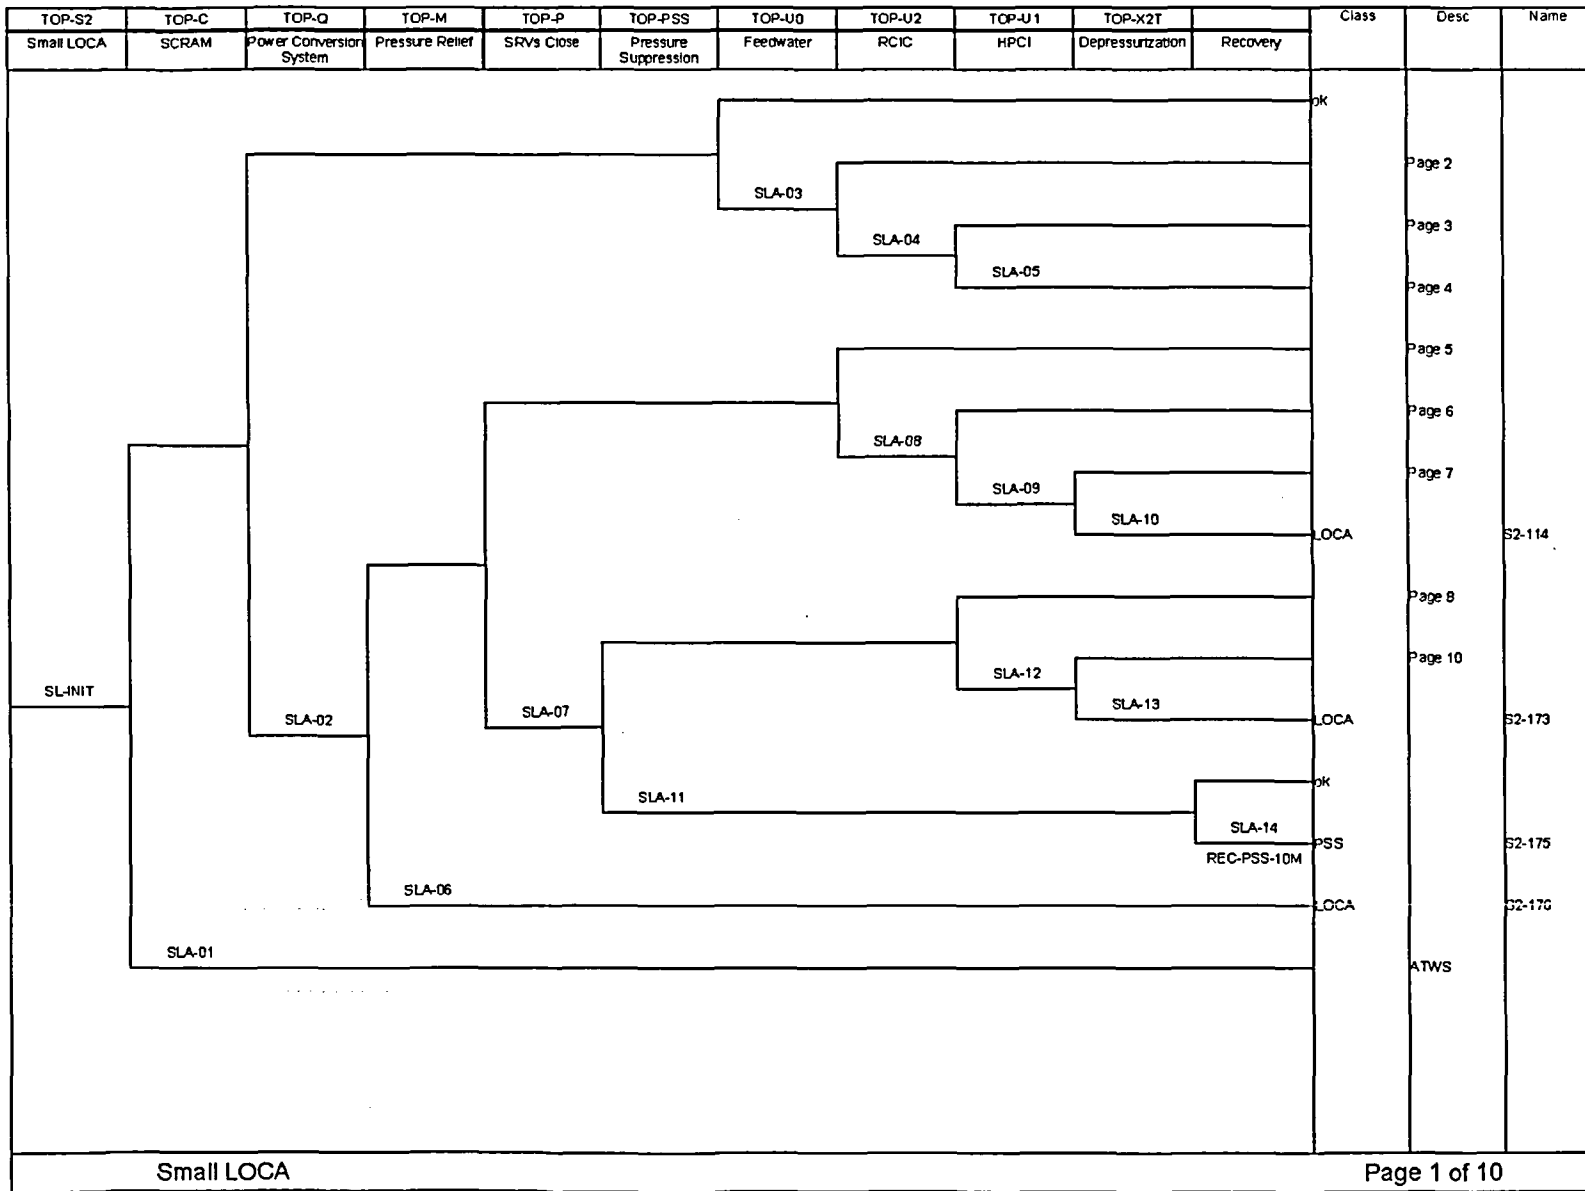 TOP-S2 TOP-C TOP-Q TOP-M TOP-P TOP-PSS TOP-U0 TOP-U2 TOP-U1 TOP-X2T Class Desc Name
Small LOCA SCRAM Power Conversion System Pressure Relief SRVs Close Pressure Suppression Feedwater RCIC HPCI Depressurization Recovery
ok
Page 2
SLA-03
Page 3
SLA-04
SLA-05
Page 4
Page 5
Page 6
SLA-08
Page 7
SLA-09
SLA-10
LOCA S2-114
Page 8
Page 10
SLA-12
SL-INIT
SLA-13
SLA-07
SLA-02
LOCA S2-173
ok
SLA-11
SLA-14
PSS S2-175
REC-PSS-10M
SLA-06
LOCA
SLA-01
ATWS
Small LOCA Page 1 of 10